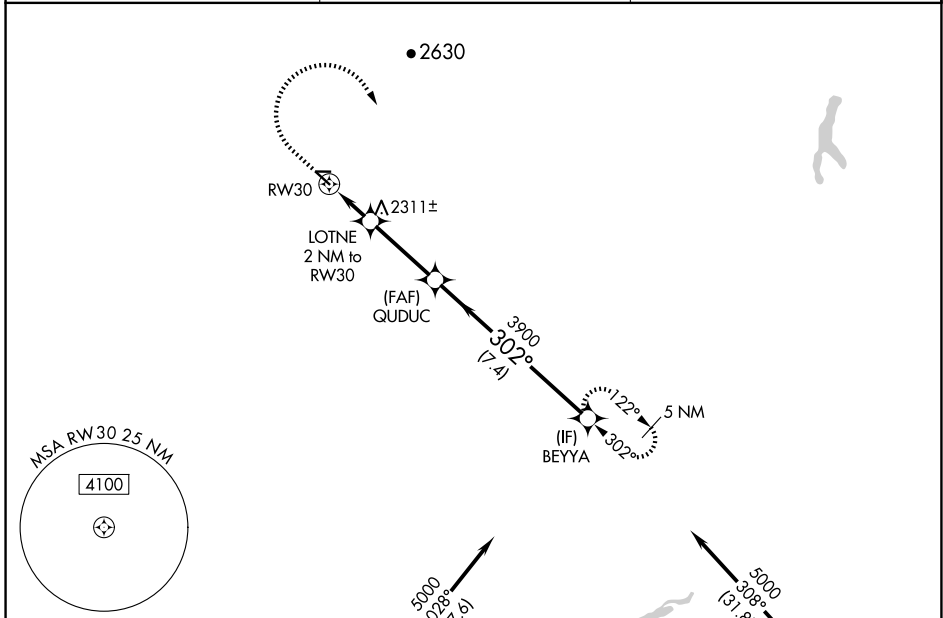 2630
RW30
2311±
LOTNE
2 NM to
RW30
(FAF)
QUDUC
3900
302°
(7.4)
122°
5 NM
302°
(IF)
BEYYA
MSA RW30 25 NM
4100
5000
028°
5000
308°